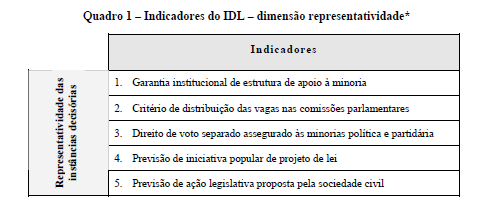 Quadro 1 – Indicadores do IDL – dimensão representatividade*
Indicadores
Representatividade das
instâncias decisórias
1. Garantia institucional de estrutura de apoio à minoria
2. Critério de distribuição das vagas nas comissões parlamentares
3. Direito de voto separado assegurado às minorias política e partidária
4. Previsão de iniciativa popular de projeto de lei
5. Previsão de ação legislativa proposta pela sociedade civil